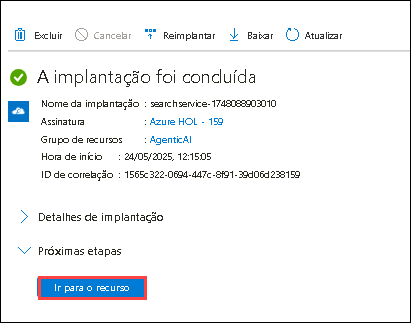 Excluir Cancelar Reimplantar Baixar Atualizar
A implantação foi concluída
Nome da implantação : searchservice-1748088903010
Assinatura : Azure HOL - 159
Grupo de recursos : AgenticAI
Hora de início : 24/05/2025, 12:15:05
ID de correlação : 1565c322-0694-447c-8f91-39d06d238159
Detalhes de implantação
Próximas etapas
Ir para o recurso